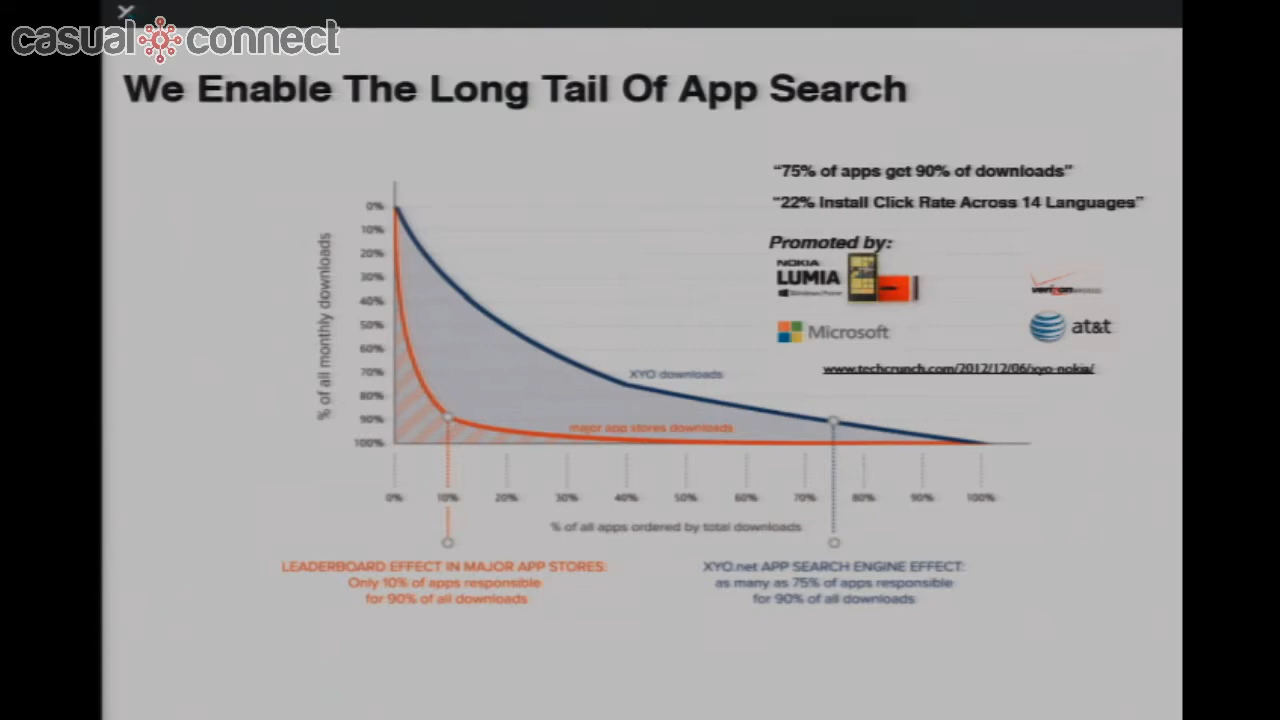 casual connect
We Enable The Long Tail Of App Search
"75% of apps get 90% of downloads"
"22% Install Click Rate Across 14 Languages"
Promoted by:
NOKIA
LUMIA
Windows Phone
verizon
Microsoft
at&t
www.techcrunch.com/2012/12/06/xyo-nokia/
% of all monthly downloads
0%
10%
20%
30%
40%
50%
60%
70%
80%
90%
100%
XYO downloads
major app stores downloads
0% 10% 20% 30% 40% 50% 60% 70% 80% 90% 100%
% of all apps ordered by total downloads
LEADERBOARD EFFECT IN MAJOR APP STORES:
Only 10% of apps responsible
for 90% of all downloads
XYO.net APP SEARCH ENGINE EFFECT:
as many as 75% of apps responsible
for 90% of all downloads